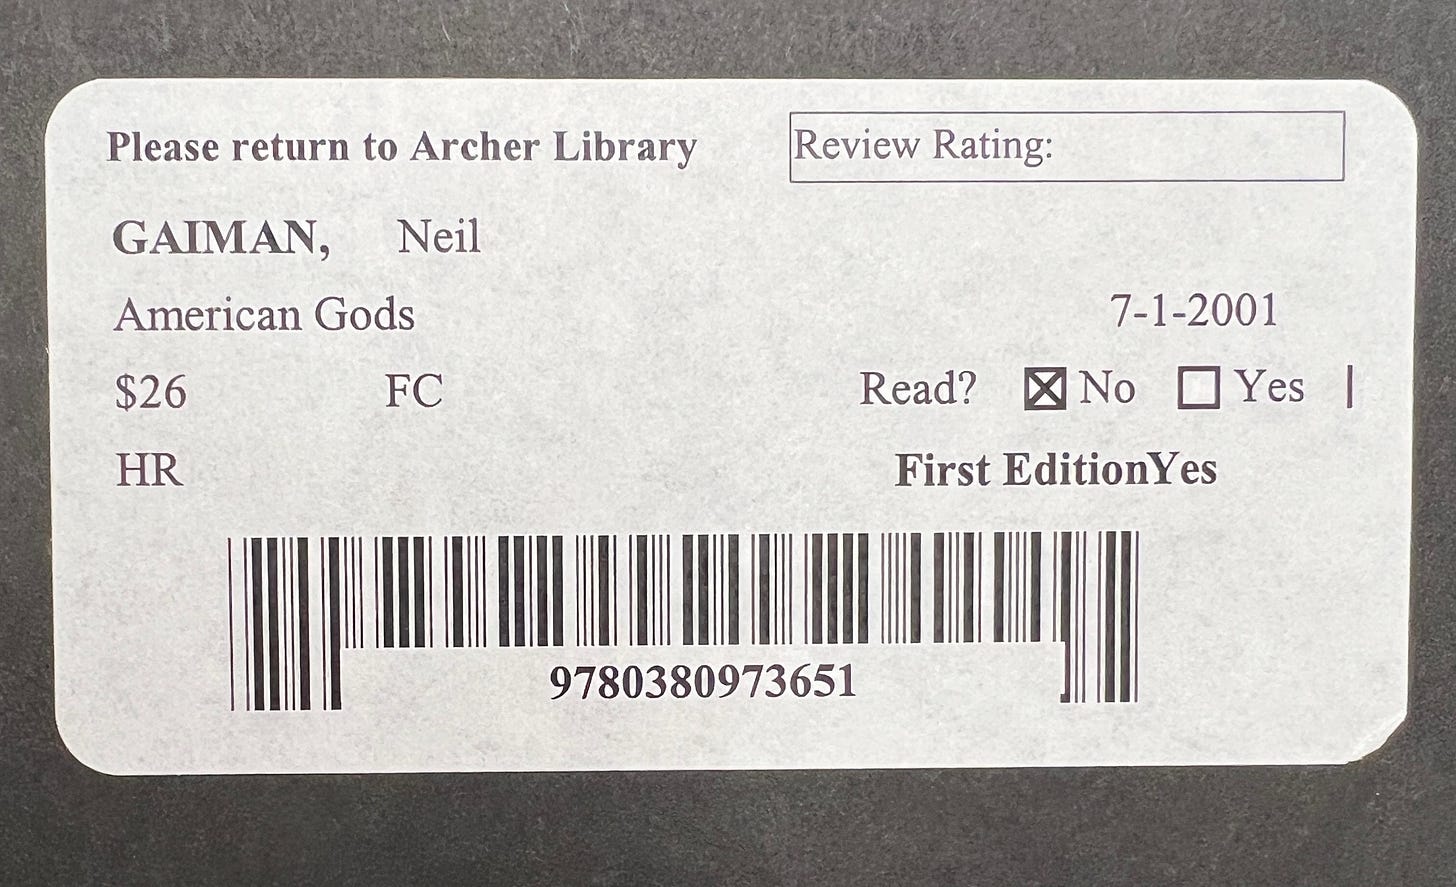 Please return to Archer Library
Review Rating:
GAIMAN, Neil
American Gods 7-1-2001
$26 FC Read? ☒ No ☐ Yes |
HR First EditionYes
9780380973651